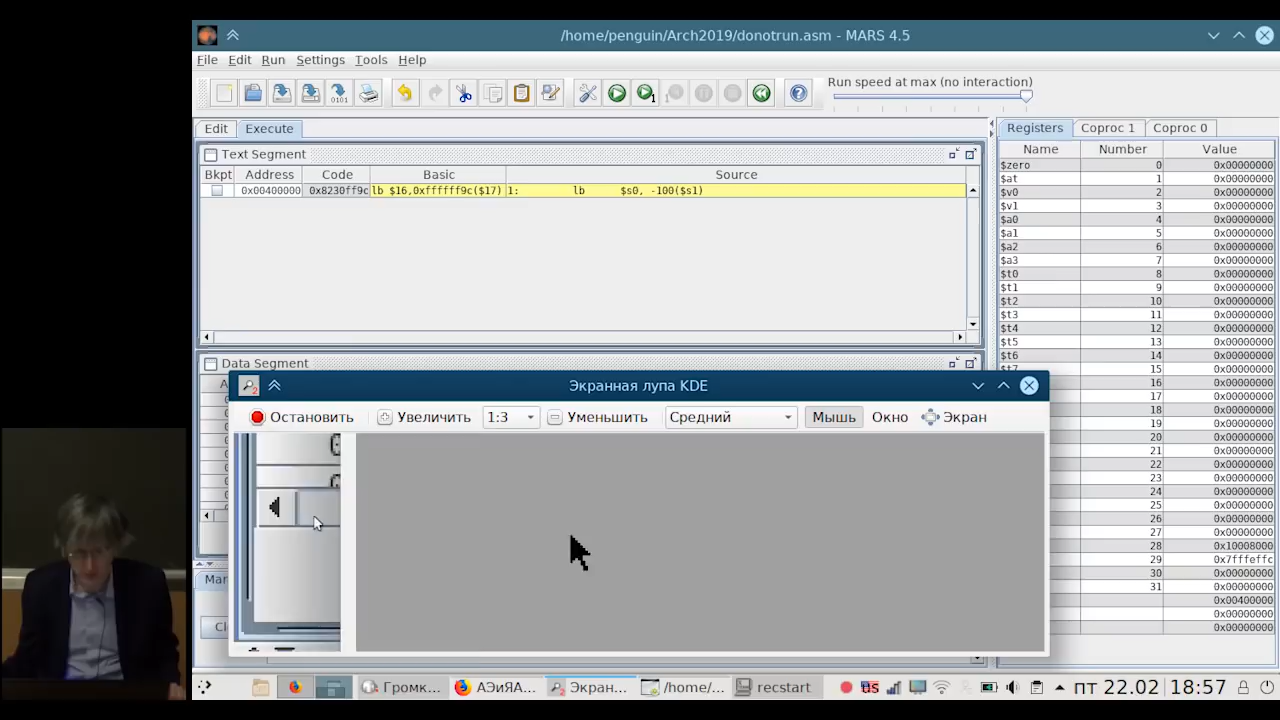 /home/penguin/Arch2019/donotrun.asm - MARS 4.5
File Edit Run Settings Tools Help
Run speed at max (no interaction)
Edit Execute
Registers Coproc 1 Coproc 0
Text Segment
Bkpt Address Code Basic Source
0x00400000 0x8230ff9c lb $16,0xffffff9c($17) 1: lb $s0, -100($s1)
Name Number Value
$zero 0 0x00000000
$at 1 0x00000000
$v0 2 0x00000000
$v1 3 0x00000000
$a0 4 0x00000000
$a1 5 0x00000000
$a2 6 0x00000000
$a3 7 0x00000000
$t0 8 0x00000000
$t1 9 0x00000000
$t2 10 0x00000000
$t3 11 0x00000000
$t4 12 0x00000000
$t5 13 0x00000000
$t6 14 0x00000000
$t7 15 0x00000000
16 0x00000000
17 0x00000000
18 0x00000000
19 0x00000000
20 0x00000000
21 0x00000000
22 0x00000000
23 0x00000000
24 0x00000000
25 0x00000000
26 0x00000000
27 0x00000000
28 0x10008000
29 0x7fffeffc
30 0x00000000
31 0x00000000
0x00400000
0x00000000
0x00000000
Data Segment
Экранная лупа KDE
Остановить Увеличить 1:3 Уменьшить Средний Мышь Окно Экран
Mar
Громк... АЭиЯА... Экран... /home/... recstart us пт 22.02 18:57